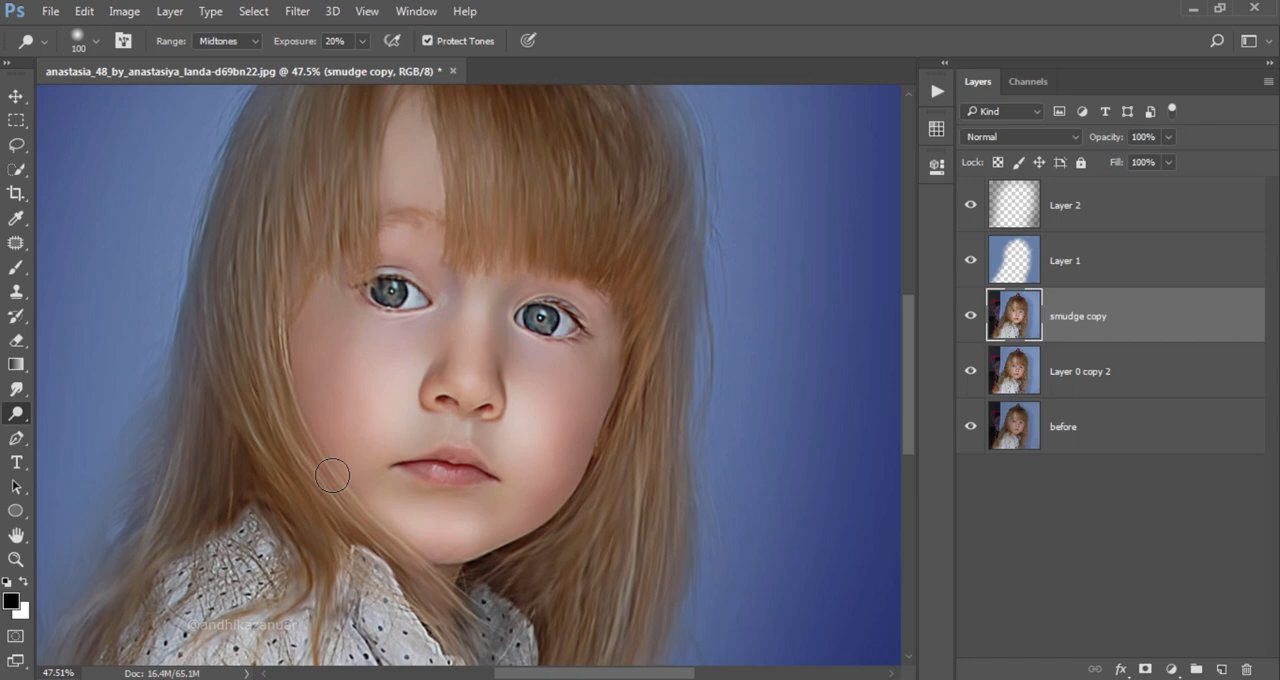 Ps File Edit Image Layer Type Select Filter 3D View Window Help
100 Range: Midtones Exposure: 20% Protect Tones
anastasia_48_by_anastasiya_landa-d69bn22.jpg @ 47.5% (smudge copy, RGB/8) *
Layers Channels
Kind
Normal Opacity: 100%
Lock: Fill: 100%
Layer 2
Layer 1
smudge copy
Layer 0 copy 2
before
@andhikazanuar
47.51% Doc: 16.4M/65.1M